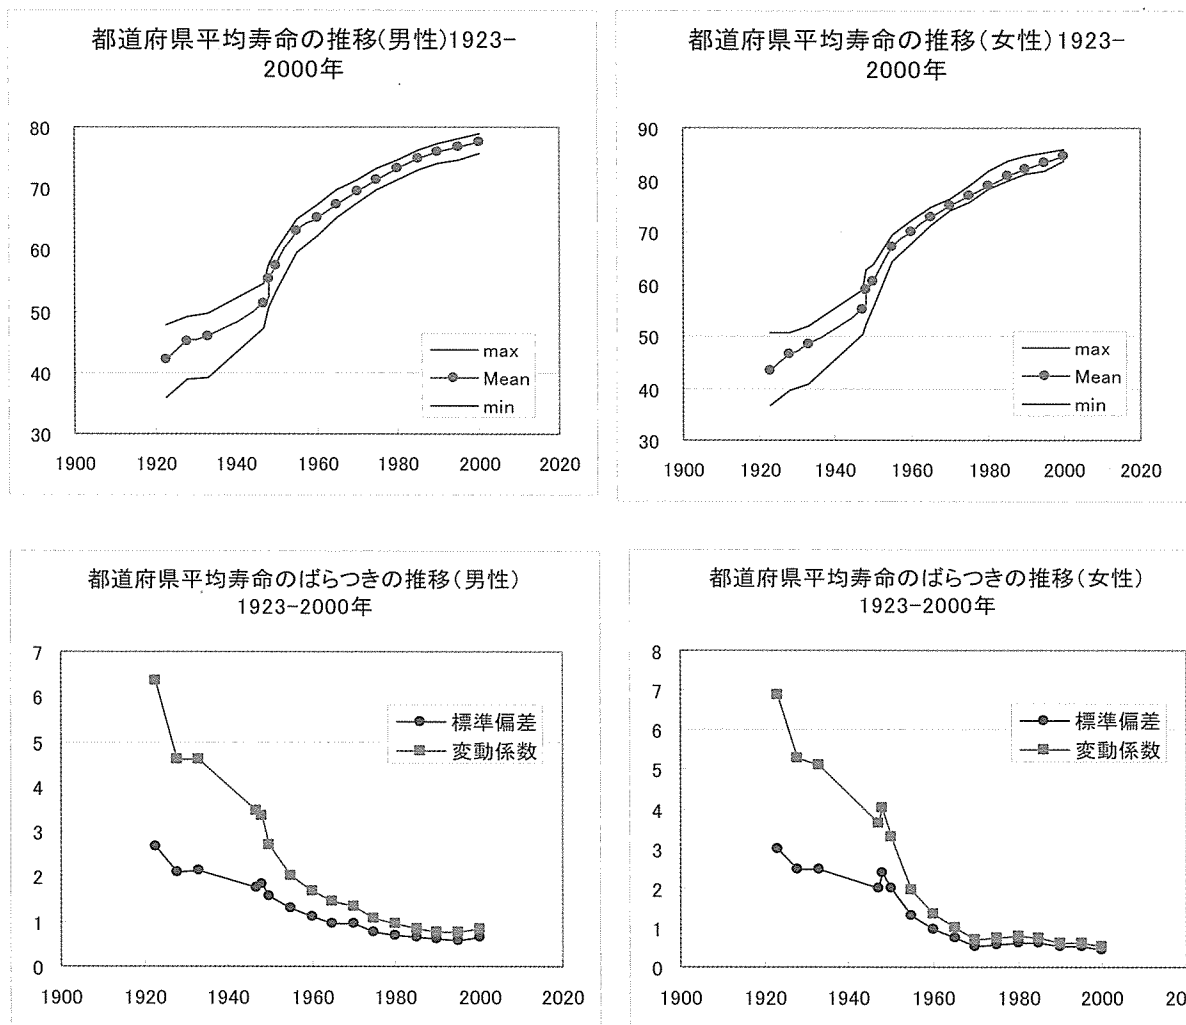 都道府県平均寿命の推移(男性)1923-
2000年
80
70
60
50
40
30
max
Mean
min
1900 1920 1940 1960 1980 2000 2020
都道府県平均寿命の推移(女性)1923-
2000年
90
80
70
60
50
40
30
max
Mean
min
1900 1920 1940 1960 1980 2000 2020
都道府県平均寿命のばらつきの推移(男性)
1923-2000年
7
6
5
4
3
2
1
0
標準偏差
変動係数
1900 1920 1940 1960 1980 2000 2020
都道府県平均寿命のばらつきの推移(女性)
1923-2000年
8
7
6
5
4
3
2
1
0
標準偏差
変動係数
1900 1920 1940 1960 1980 2000 20